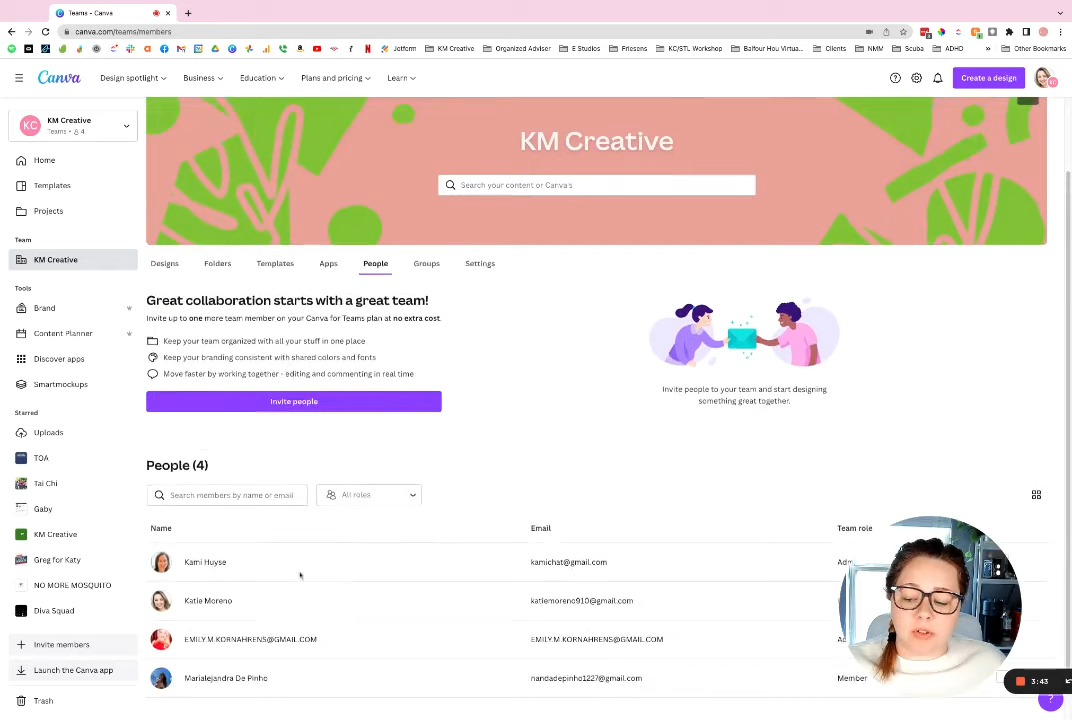 Teams - Canva
canva.com/teams/members
Jotform
KM Creative
Organized Adviser
E Studios
Friesens
KC/STL Workshop
Balfour Hou Virtua...
Clients
NMM
Scuba
ADHD
»
Other Bookmarks
Canva
Design spotlight
Business
Education
Plans and pricing
Learn
Create a design
KC
KC
KM Creative
Teams • 4
Home
Templates
Projects
Team
KM Creative
Tools
Brand
Content Planner
Discover apps
Smartmockups
Starred
Uploads
TOA
Tai Chi
Gaby
KM Creative
Greg for Katy
NO MORE MOSQUITO
Diva Squad
Invite members
Launch the Canva app
Trash
KM Creative
Search your content or Canva's
Designs
Folders
Templates
Apps
People
Groups
Settings
Great collaboration starts with a great team!
Invite up to one more team member on your Canva for Teams plan at no extra cost.
Keep your team organized with all your stuff in one place
Keep your branding consistent with shared colors and fonts
Move faster by working together - editing and commenting in real time
Invite people
Invite people to your team and start designing
something great together.
People (4)
Search members by name or email
All roles
Name
Email
Team role
Kami Huyse
kamichat@gmail.com
Adm
Katie Moreno
katiemoreno910@gmail.com
EMILY.M.KORNAHRENS@GMAIL.COM
EMILY.M.KORNAHRENS@GMAIL.COM
Marialejandra De Pinho
nandadepinho1227@gmail.com
Member
3:43
?